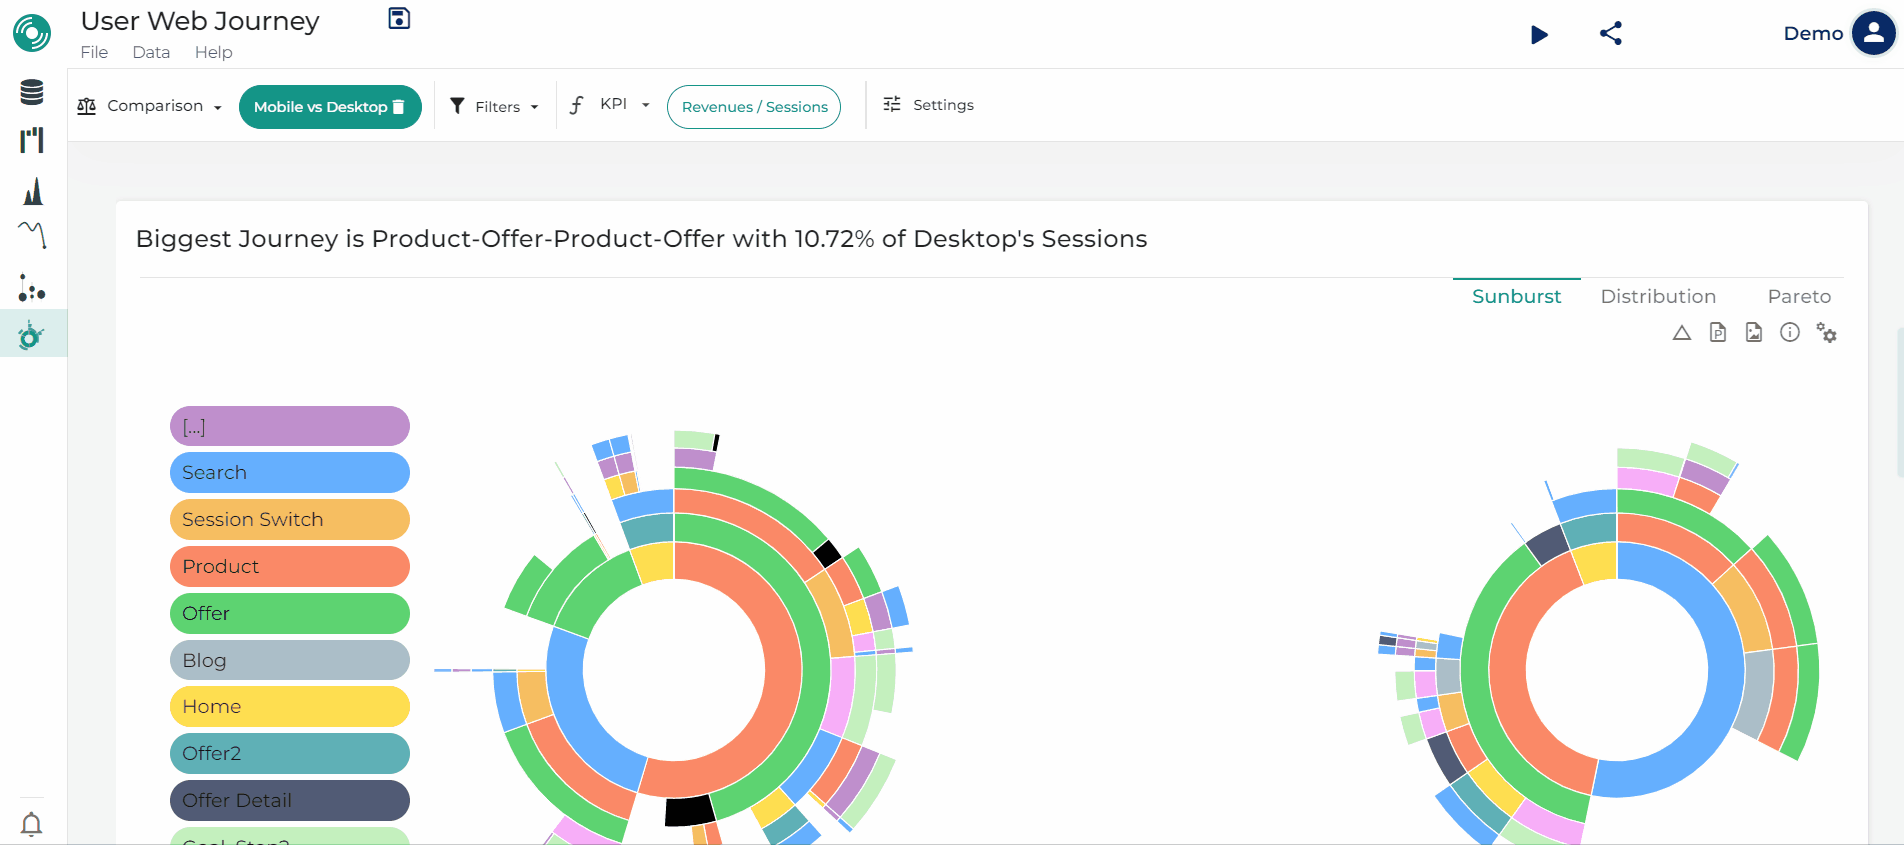 User Web Journey
File Data Help
Demo
Comparison
Mobile vs Desktop
Filters
KPI
Revenues / Sessions
Settings
Biggest Journey is Product-Offer-Product-Offer with 10.72% of Desktop's Sessions
Sunburst Distribution Pareto
[...]
Search
Session Switch
Product
Offer
Blog
Home
Offer2
Offer Detail